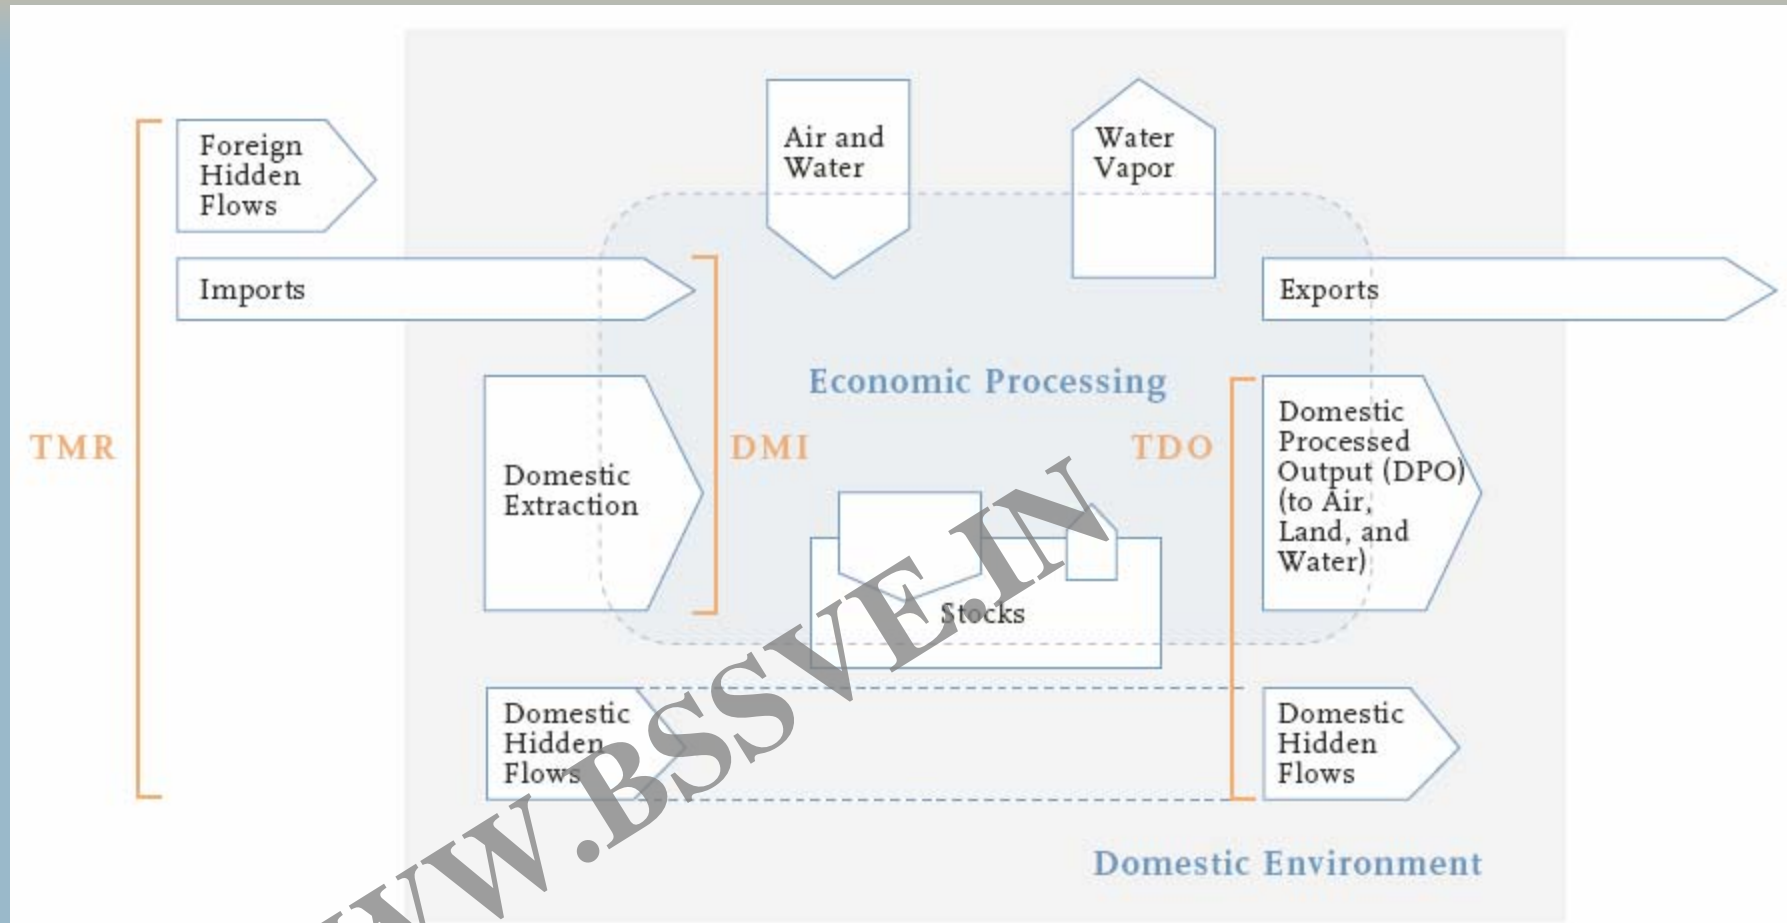 Foreign
Hidden
Flows
Air and
Water
Water
Vapor
Imports
Exports
Economic Processing
TMR
DMI
TDO
Domestic
Extraction
Domestic
Processed
Output (DPO)
(to Air,
Land, and
Water)
Stocks
Domestic
Hidden
Flows
Domestic
Hidden
Flows
Domestic Environment
WW.BSSVE.IN